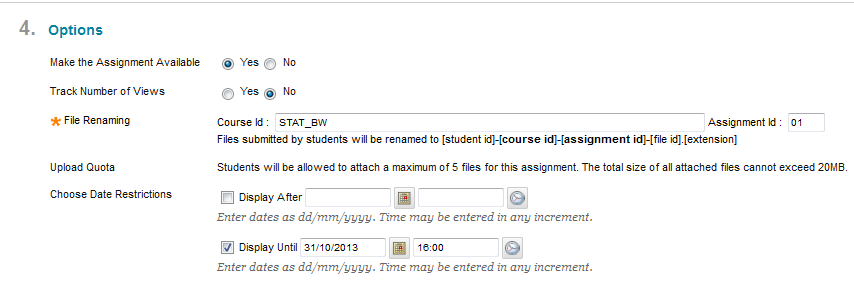 4. Options
Make the Assignment Available Yes No
Track Number of Views Yes No
File Renaming Course Id : STAT_BW Assignment Id : 01
Files submitted by students will be renamed to [student id]-[course id]-[assignment id]-[file id].[extension]
Upload Quota Students will be allowed to attach a maximum of 5 files for this assignment. The total size of all attached files cannot exceed 20MB.
Choose Date Restrictions Display After
Enter dates as dd/mm/yyyy. Time may be entered in any increment.
Display Until 31/10/2013 16:00
Enter dates as dd/mm/yyyy. Time may be entered in any increment.